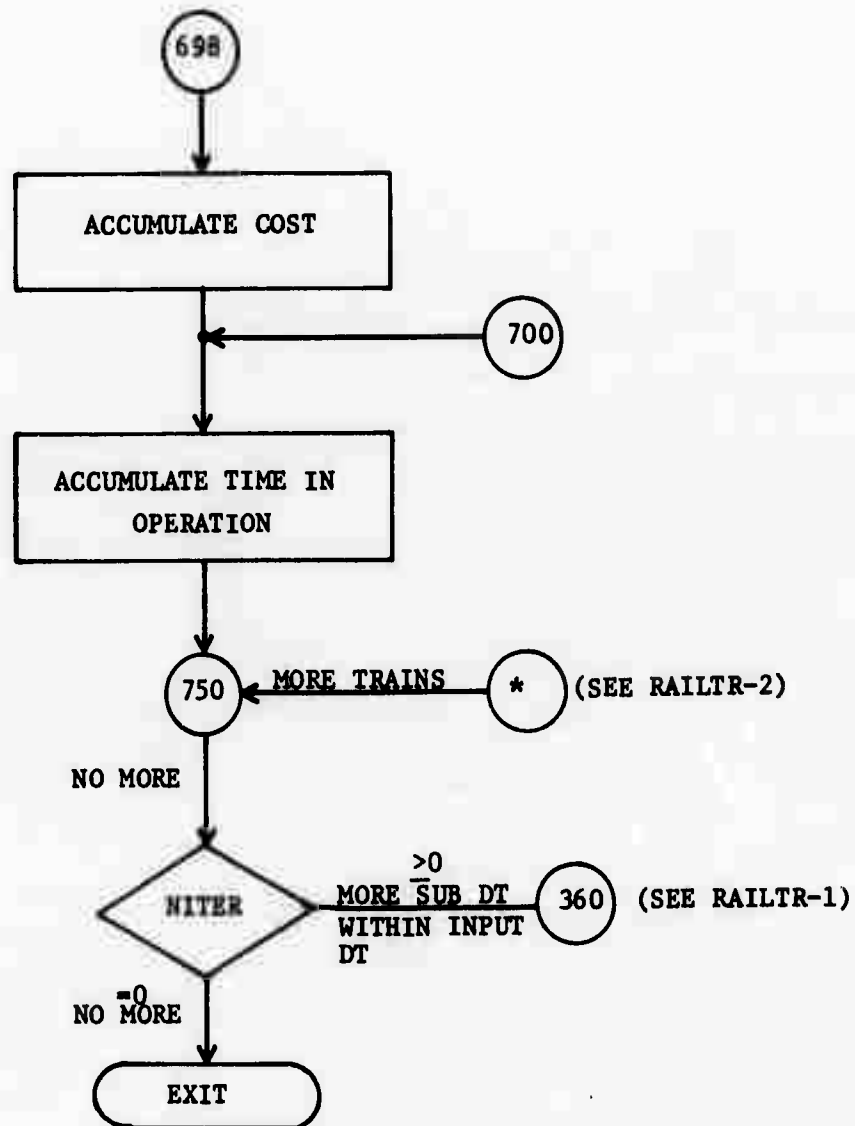 698
ACCUMULATE COST
700
ACCUMULATE TIME IN
OPERATION
750
MORE TRAINS
*
(SEE RAILTR-2)
NO MORE
NITER
>0
MORE SUB DT
WITHIN INPUT
DT
360
(SEE RAILTR-1)
=0
NO MORE
EXIT